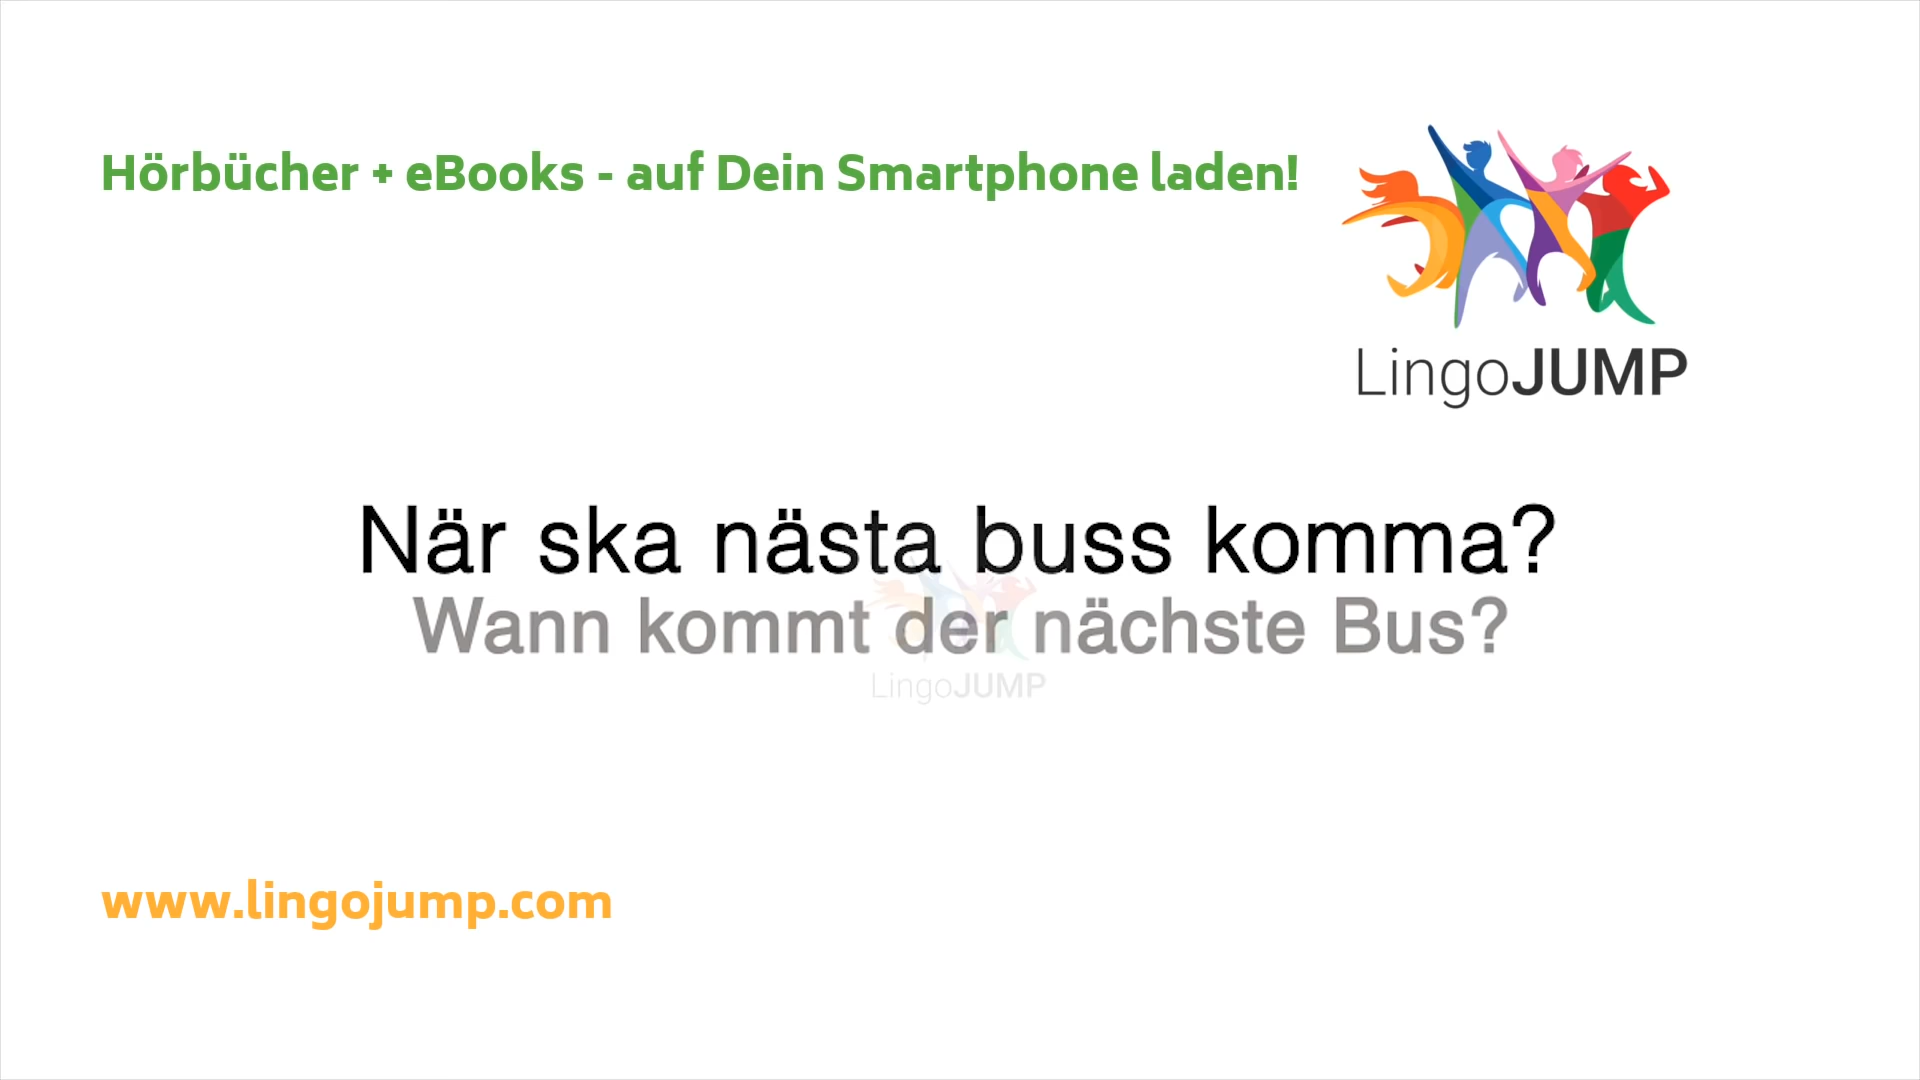 Hörbücher + eBooks - auf Dein Smartphone laden!
LingoJUMP
När ska nästa buss komma?
Wann kommt der nächste Bus?
LingoJUMP
www.lingojump.com